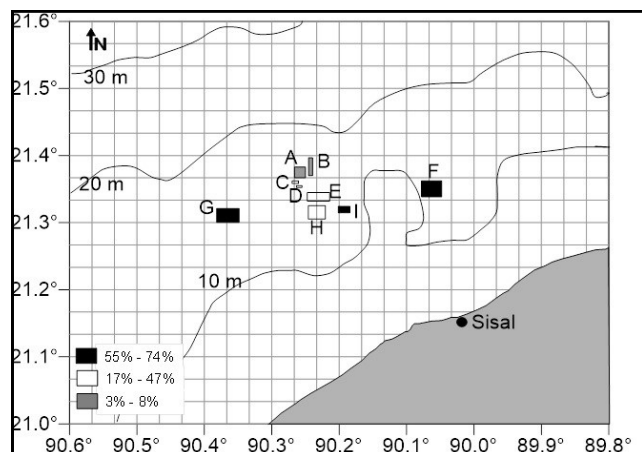 21.6°
N
30 m
21.5°
21.4°
A B
20 m
C
D E
F
21.3°
G
H
I
10 m
21.2°
Sisal
21.1°
55% - 74%
17% - 47%
3% - 8%
21.0°
90.6° 90.5° 90.4° 90.3° 90.2° 90.1° 90.0° 89.9° 89.8°